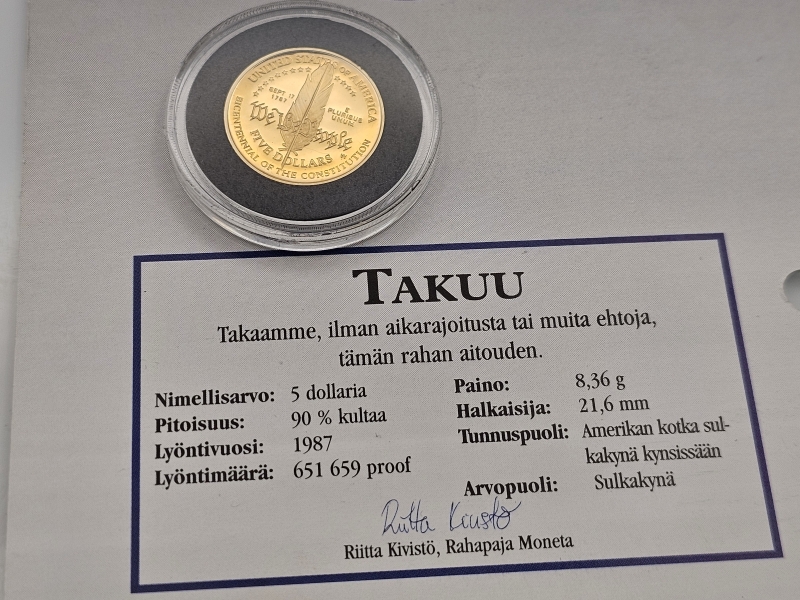 UNITED STATES OF AMERICA
SEPT 17
1787
E
PLURIBUS
UNUM
We the People
FIVE DOLLARS
BICENTENNIAL OF THE CONSTITUTION
TAKUU
Takaamme, ilman aikarajoitusta tai muita ehtoja,
tämän rahan aitouden.
Nimellisarvo: 5 dollaria
Pitoisuus: 90 % kultaa
Lyöntivuosi: 1987
Lyöntimäärä: 651 659 proof
Paino: 8,36 g
Halkaisija: 21,6 mm
Tunnuspuoli: Amerikan kotka sul-
kakynä kynsissään
Arvopuoli: Sulkakynä
Riitta Kivistö
Riitta Kivistö, Rahapaja Moneta